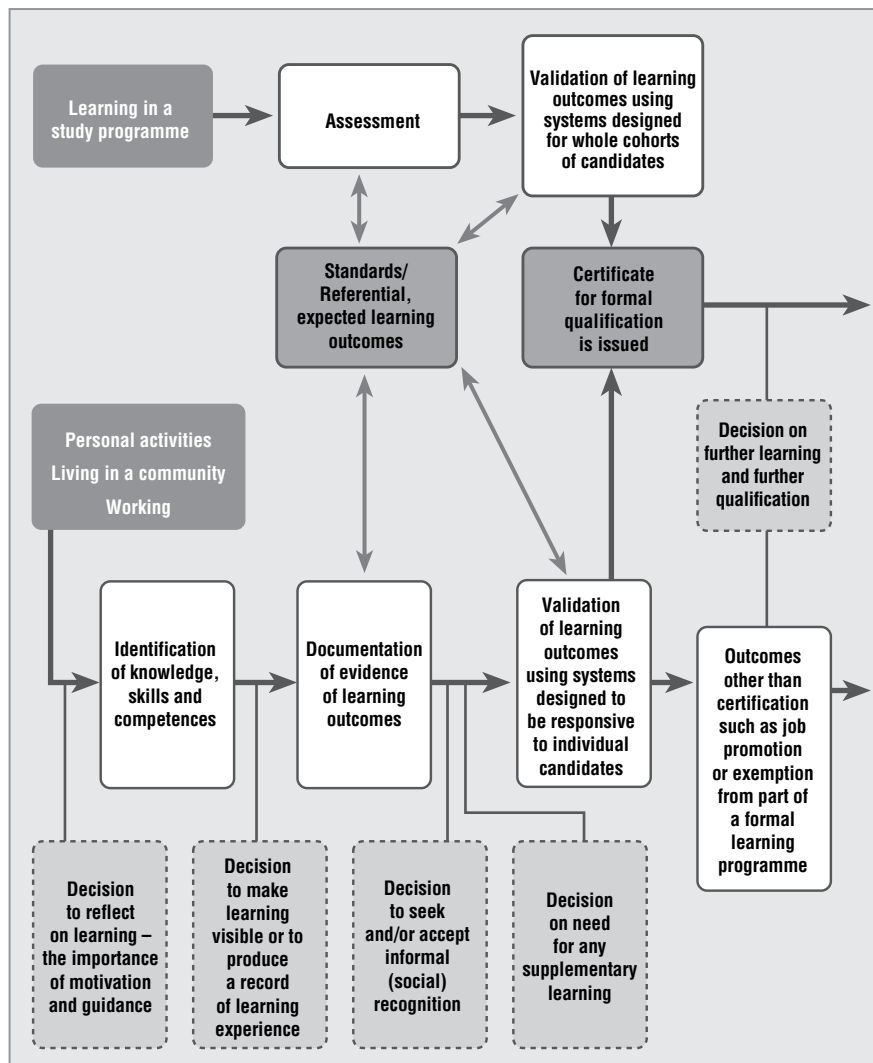 Learning in a
study programme
Assessment
Validation of learning
outcomes using
systems designed
for whole cohorts
of candidates
Standards/
Referential,
expected learning
outcomes
Certificate
for formal
qualification
is issued
Personal activities
Living in a community
Working
Decision on
further learning
and further
qualification
Identification
of knowledge,
skills and
competences
Documentation
of evidence
of learning
outcomes
Validation
of learning
outcomes
using systems
designed to
be responsive
to individual
candidates
Outcomes
other than
certification
such as job
promotion
or exemption
from part of
a formal
learning
programme
Decision
to reflect
on learning –
the importance
of motivation
and guidance
Decision
to make
learning
visible or to
produce
a record
of learning
experience
Decision
to seek
and/or accept
informal
(social)
recognition
Decision
on need
for any
supplementary
learning